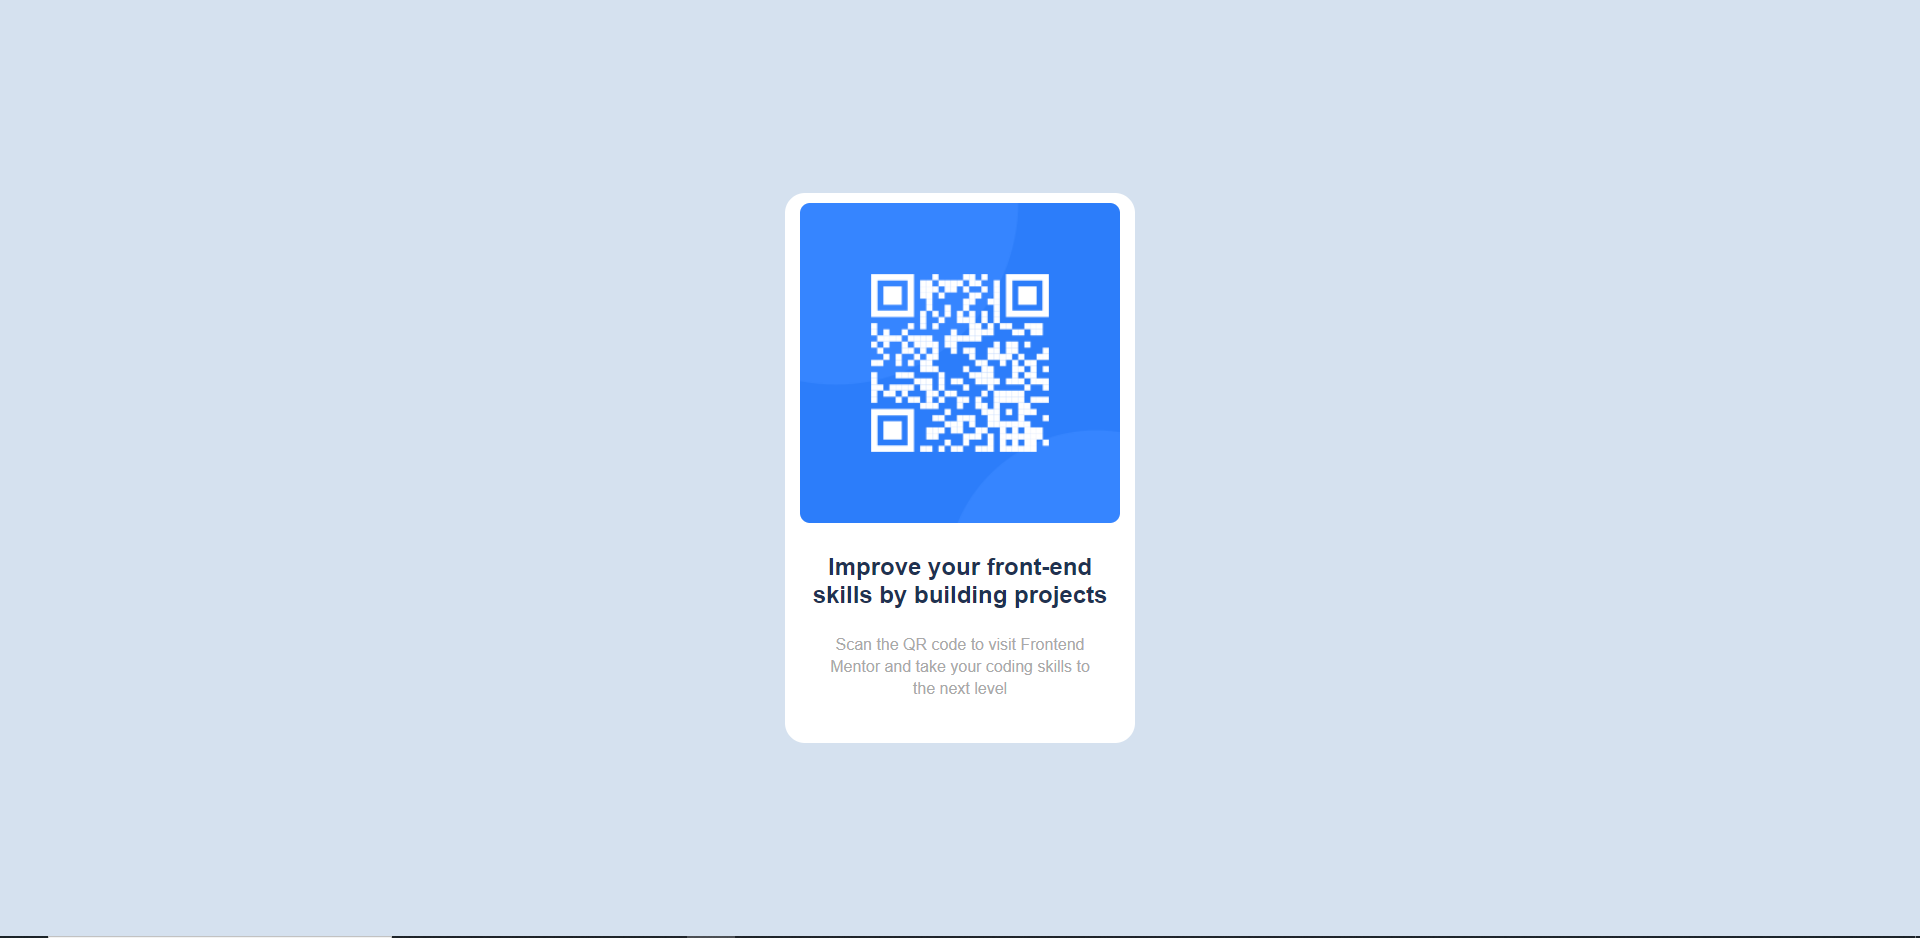 Improve your front-end
skills by building projects
Scan the QR code to visit Frontend
Mentor and take your coding skills to
the next level